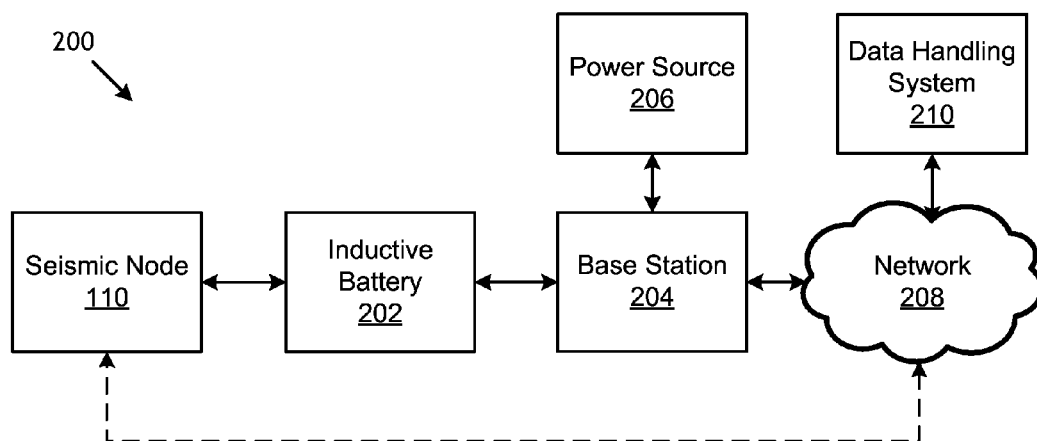 200
Power Source
206
Data Handling
System
210
Seismic Node
110
Inductive
Battery
202
Base Station
204
Network
208